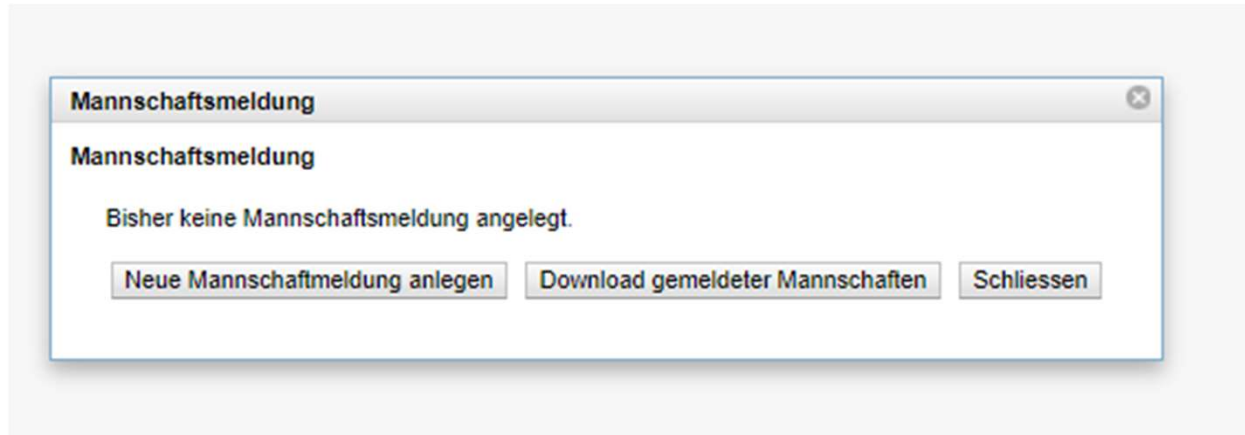 Mannschaftsmeldung
Mannschaftsmeldung
Bisher keine Mannschaftsmeldung angelegt.
Neue Mannschaftmeldung anlegen Download gemeldeter Mannschaften Schliessen